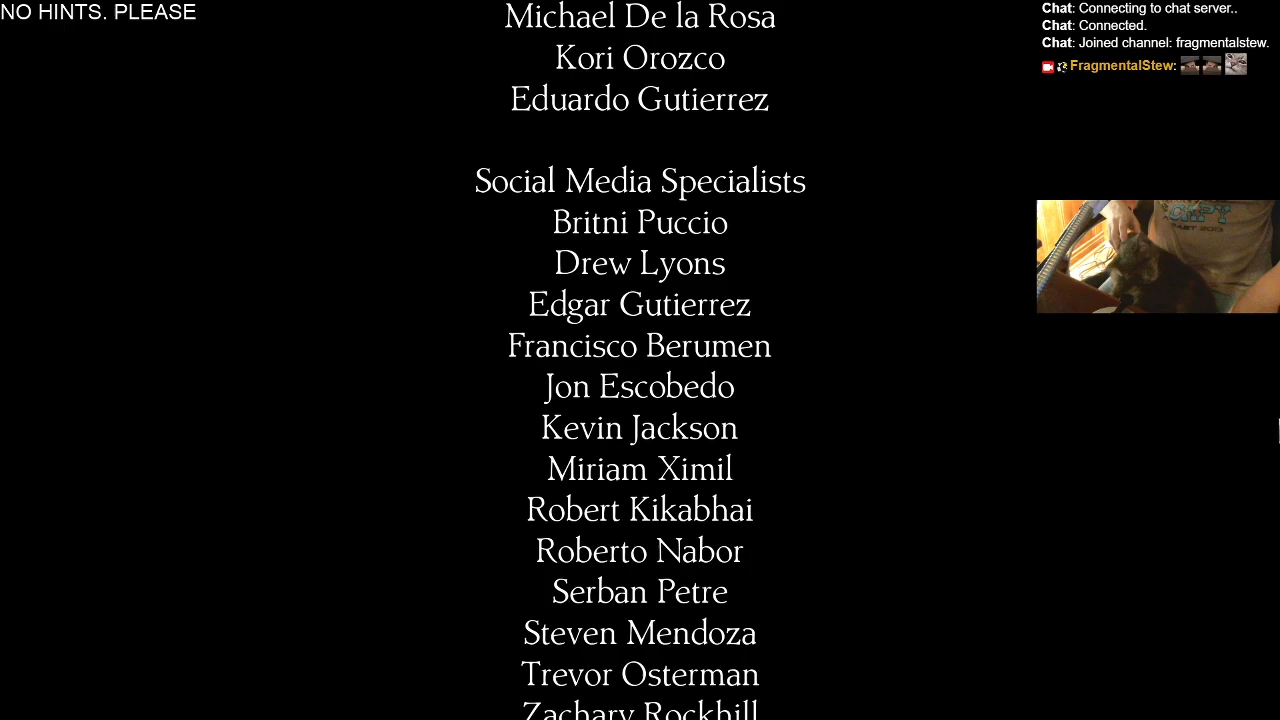 NO HINTS. PLEASE
Michael De la Rosa
Kori Orozco
Eduardo Gutierrez
Social Media Specialists
Britni Puccio
Drew Lyons
Edgar Gutierrez
Francisco Berumen
Jon Escobedo
Kevin Jackson
Miriam Ximil
Robert Kikabhai
Roberto Nabor
Serban Petre
Steven Mendoza
Trevor Osterman
Zachary Rockhill
Chat: Connecting to chat server..
Chat: Connected.
Chat: Joined channel: fragmentalstew.
FragmentalStew:
2013